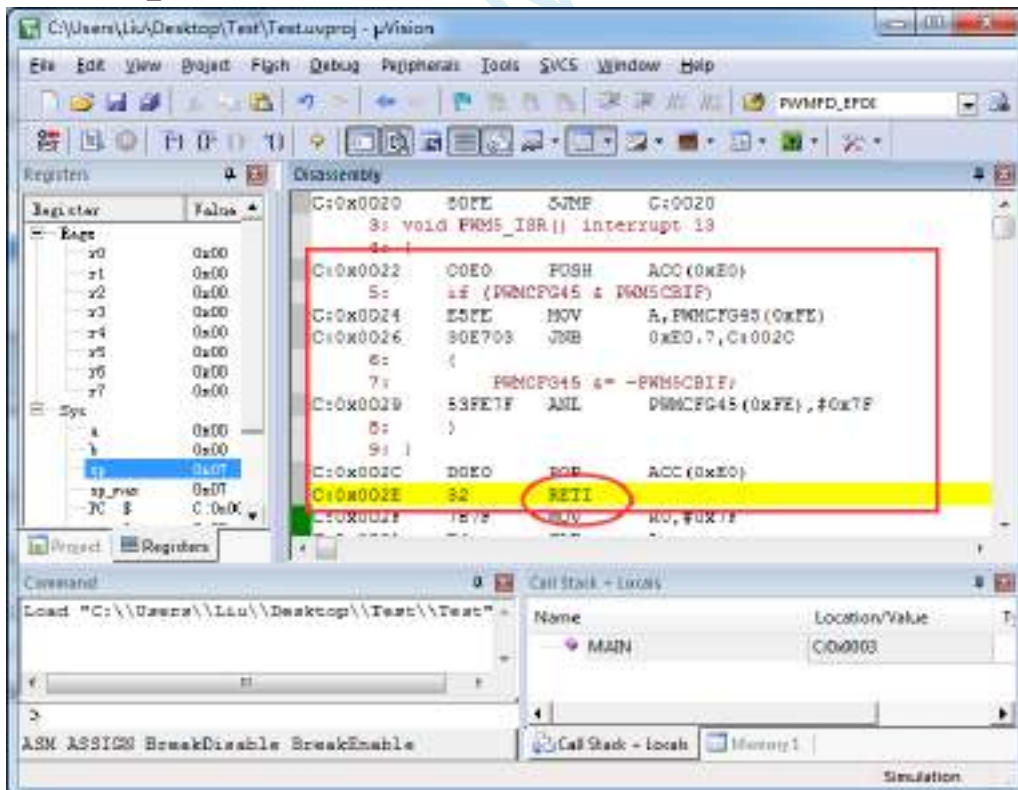 C:\Users\Liu\Desktop\Test\Test.uvproj - µVision
File Edit View Project Flash Debug Peripherals Tools SVCS Window Help
Registers
Disassembly
Register Value
Regs
r0 0x00
r1 0x00
r2 0x00
r3 0x00
r4 0x00
r5 0x00
r6 0x00
r7 0x00
Sys
a 0x00
b 0x00
sp 0x07
0x07
PC $
C:0x0020 80FE SJMP C:0020
3: void PWM5_ISR() interrupt 13
4: {
C:0x0022 C0E0 PUSH ACC(0xE0)
5: if (PWMCFG45 & PWM5CBIF)
C:0x0024 E5FE MOV A,PWMCFG45(0xFE)
C:0x0026 30E703 JNB 0xE0.7,C:002C
6: {
7: PWMCFG45 &= ~PWM5CBIF;
C:0x0029 53FE7F ANL PWMCFG45(0xFE),#0x7F
8: }
9: }
C:0x002C D0E0 POP ACC(0xE0)
C:0x002E 32 RETI
C:0x002F 787F MOV R0,#0x7F
Project Registers
Command
Load "C:\\Users\\Liu\\Desktop\\Test\\Test"
>
ASM ASSIGN BreakDisable BreakEnable
Call Stack + Locals
Name Location/Value
MAIN C:0x0003
Call Stack + Locals Memory 1
Simulation